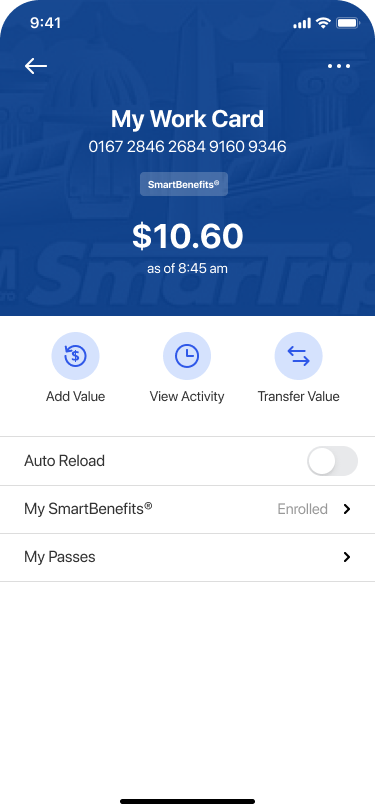 9:41
My Work Card
0167 2846 2684 9160 9346
SmartBenefits®
$10.60
as of 8:45 am
SmarTrip
Add Value
View Activity
Transfer Value
Auto Reload
My SmartBenefits®
Enrolled
My Passes